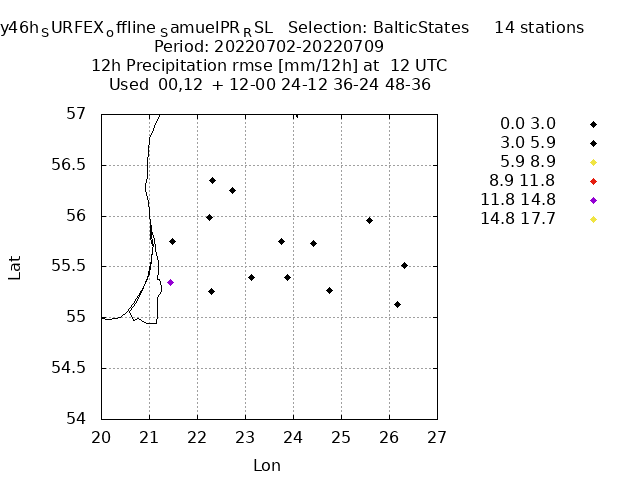 y46hSURFEXoffline SamuelPRRSL Selection: BalticStates 14 stations
Period: 20220702-20220709
12h Precipitation rmse [mm/12h] at 12 UTC
Used 00,12 + 12-00 24-12 36-24 48-36
57
56.5
56
55.5
55
54.5
54
20 21 22 23 24 25 26 27
Lat
Lon
0.0 3.0
3.0 5.9
5.9 8.9
8.9 11.8
11.8 14.8
14.8 17.7